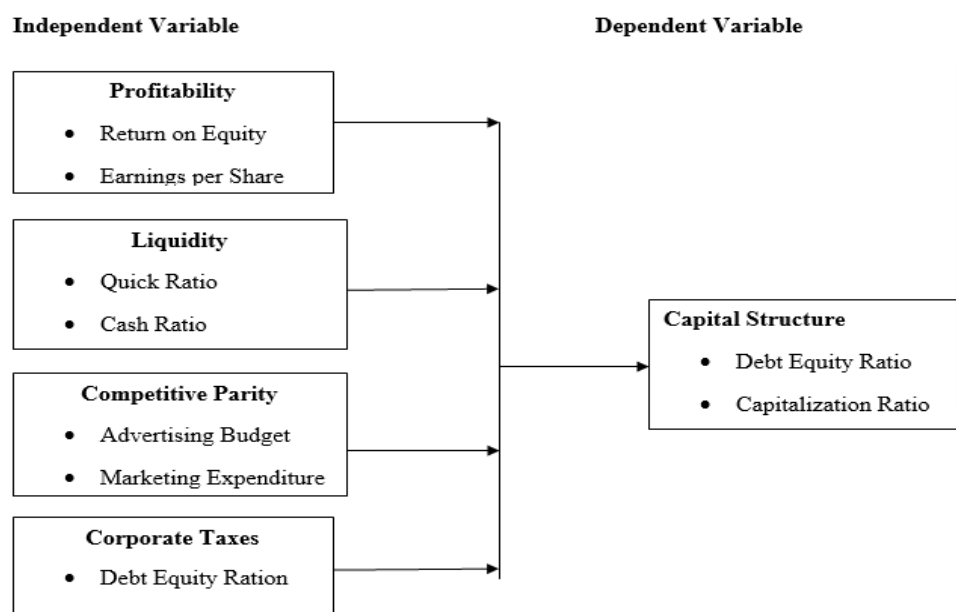 Independent Variable
Dependent Variable
Profitability
• Return on Equity
• Earnings per Share
Liquidity
• Quick Ratio
• Cash Ratio
Competitive Parity
• Advertising Budget
• Marketing Expenditure
Corporate Taxes
• Debt Equity Ration
Capital Structure
• Debt Equity Ratio
• Capitalization Ratio